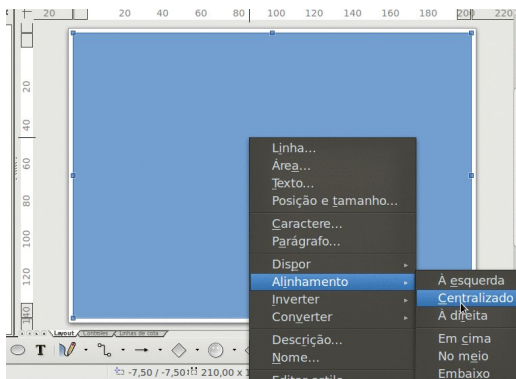 20 20 40 60 80 100 120 140 160 180 200 220
20
40
60
80
100
120
140
Linha...
Área...
Texto...
Posição e tamanho...
Caractere...
Parágrafo...
Dispor
Alinhamento
À esquerda
Inverter
Centralizado
Converter
À direita
Descrição...
Em cima
Nome...
No meio
Embaixo
Layout Controles Linhas de cota
T
-7,50 / -7,50 210,00 x
Editar estilo